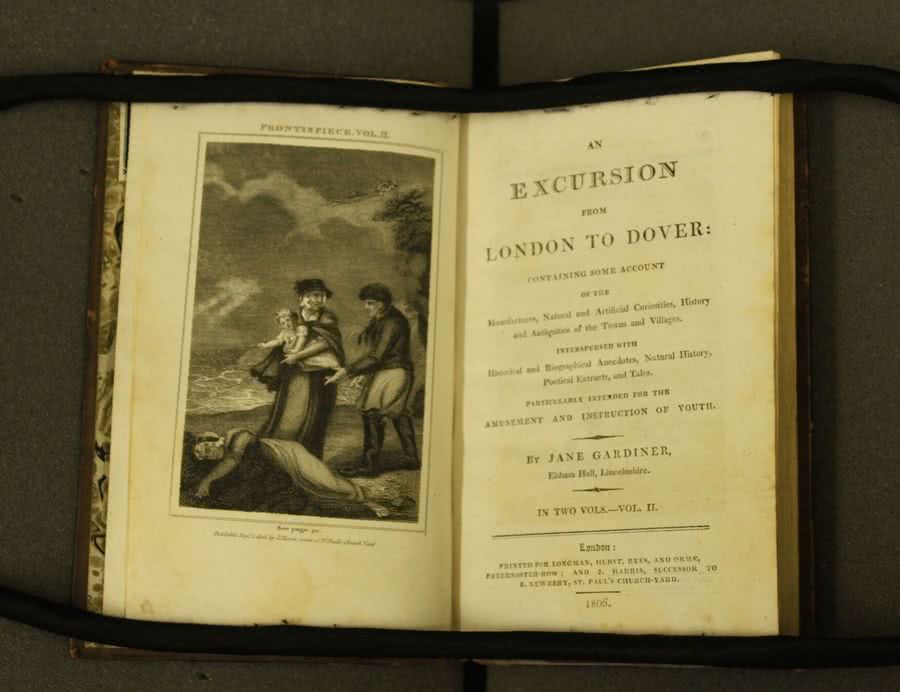 FRONTISPIECE, VOL. II.
See page 20
AN
EXCURSION
FROM
LONDON TO DOVER:
CONTAINING SOME ACCOUNT
OF THE
Manufactures, Natural and Artificial Curiosities, History
and Antiquities of the Towns and Villages.
INTERSPERSED WITH
Historical and Biographical Anecdotes, Natural History,
Poetical Extracts, and Tales.
PARTICULARLY INTENDED FOR THE
AMUSEMENT AND INSTRUCTION OF YOUTH.
BY JANE GARDINER,
Elsham Hall, Lincolnshire.
IN TWO VOLS.—VOL. II.
London:
PRINTED FOR LONGMAN, HURST, REES, AND ORME,
PATERNOSTER-ROW; AND J. HARRIS, SUCCESSOR TO
E. NEWBERY, ST. PAUL'S CHURCH-YARD.
1806.